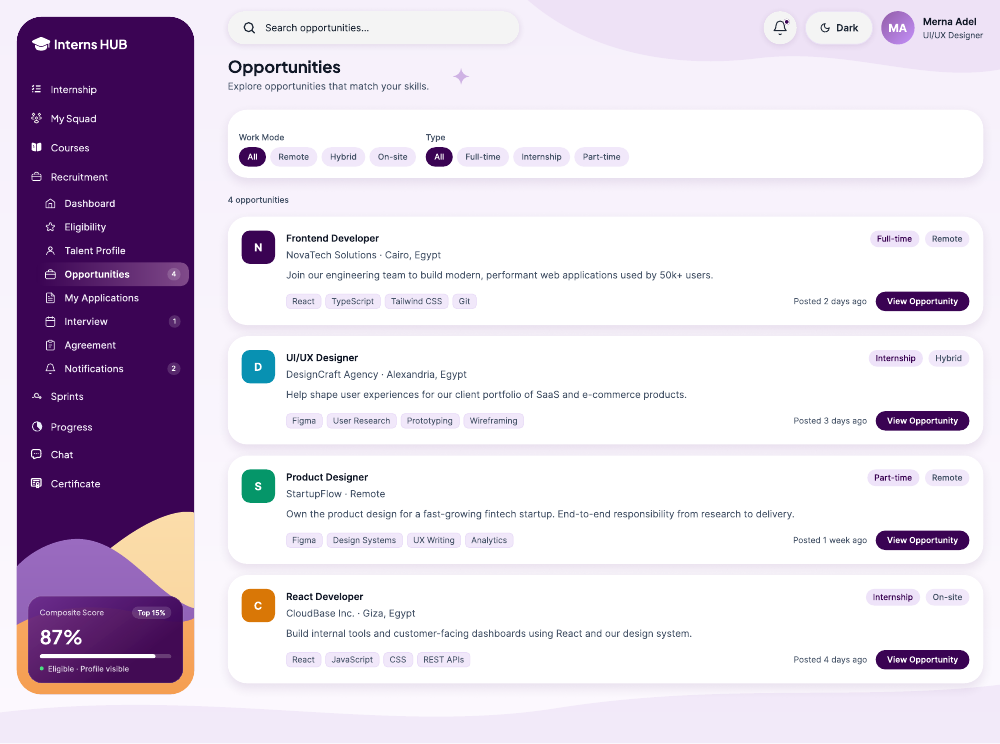 Interns HUB
Internship
My Squad
Courses
Recruitment
Dashboard
Eligibility
Talent Profile
Opportunities 4
My Applications
Interview 1
Agreement
Notifications 2
Sprints
Progress
Chat
Certificate
Composite Score Top 15%
87%
Eligible · Profile visible
Search opportunities...
Dark
MA
Merna Adel
UI/UX Designer
Opportunities
Explore opportunities that match your skills.
Work Mode Type
All Remote Hybrid On-site All Full-time Internship Part-time
4 opportunities
N
Frontend Developer Full-time Remote
NovaTech Solutions · Cairo, Egypt
Join our engineering team to build modern, performant web applications used by 50k+ users.
React TypeScript Tailwind CSS Git Posted 2 days ago View Opportunity
D
UI/UX Designer Internship Hybrid
DesignCraft Agency · Alexandria, Egypt
Help shape user experiences for our client portfolio of SaaS and e-commerce products.
Figma User Research Prototyping Wireframing Posted 3 days ago View Opportunity
S
Product Designer Part-time Remote
StartupFlow · Remote
Own the product design for a fast-growing fintech startup. End-to-end responsibility from research to delivery.
Figma Design Systems UX Writing Analytics Posted 1 week ago View Opportunity
C
React Developer Internship On-site
CloudBase Inc. · Giza, Egypt
Build internal tools and customer-facing dashboards using React and our design system.
React JavaScript CSS REST APIs Posted 4 days ago View Opportunity